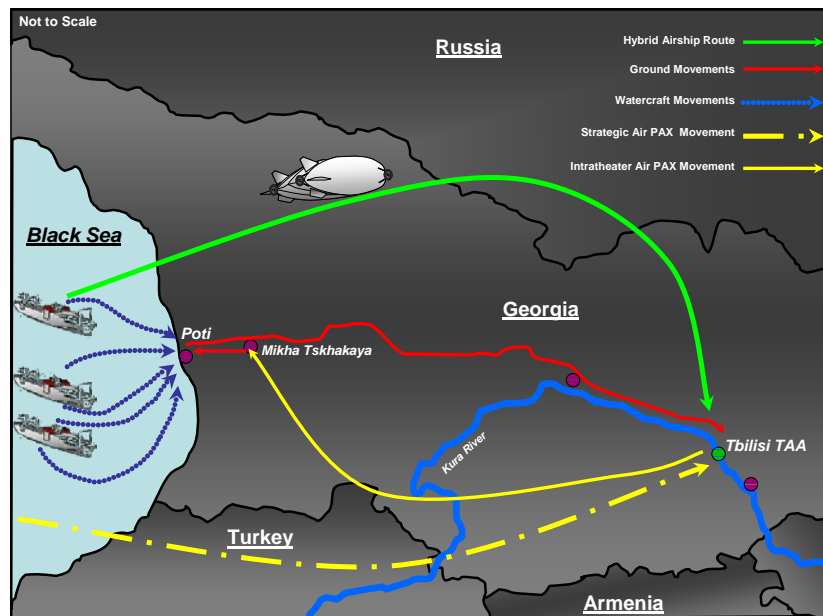 Not to Scale
Russia
Hybrid Airship Route
Ground Movements
Watercraft Movements
Strategic Air PAX Movement
Intratheater Air PAX Movement
Black Sea
Georgia
Poti
Mikha Tskhakaya
Kura River
Tbilisi TAA
Turkey
Armenia